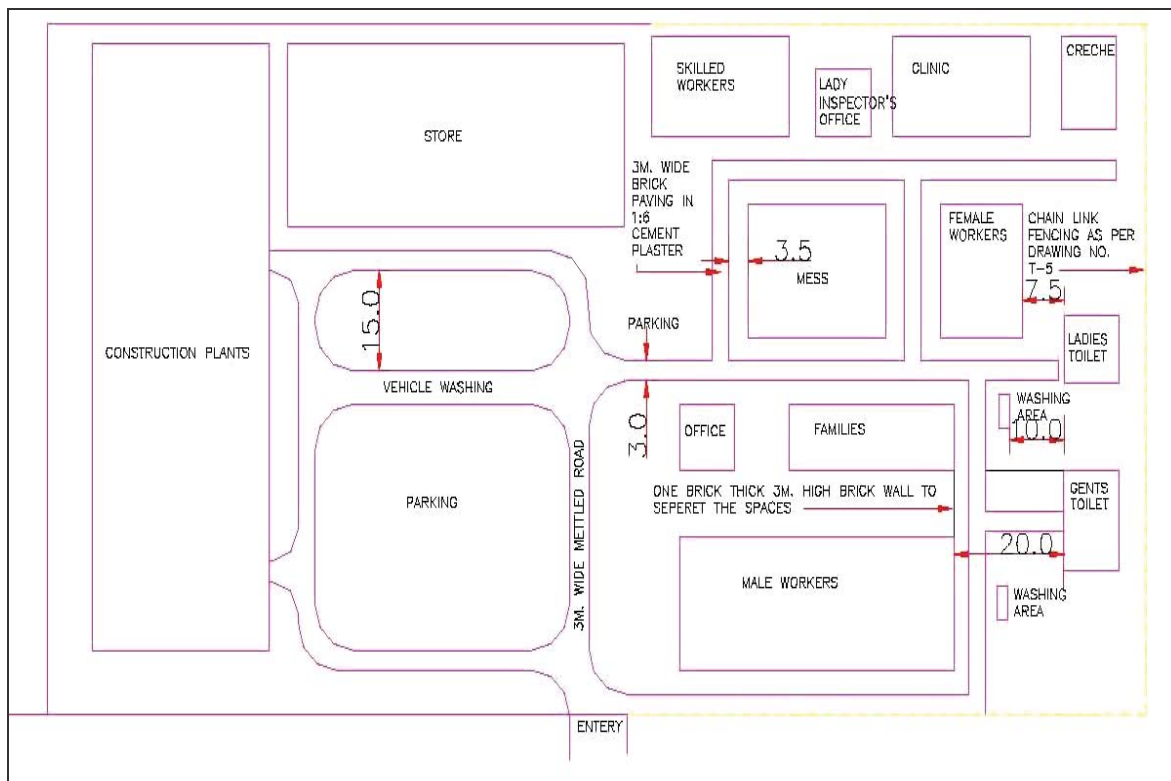 SKILLED
WORKERS
LADY
INSPECTOR'S
OFFICE
CLINIC
CRECHE
STORE
3M. WIDE
BRICK
PAVING IN
1:6
CEMENT
PLASTER
3.5
MESS
FEMALE
WORKERS
CHAIN LINK
FENCING AS PER
DRAWING NO.
T-5
7.5
CONSTRUCTION PLANTS
15.0
VEHICLE WASHING
PARKING
3.0
LADIES
TOILET
WASHING
AREA
10.0
OFFICE
FAMILIES
PARKING
3M. WIDE METTLED ROAD
ONE BRICK THICK 3M. HIGH BRICK WALL TO
SEPERET THE SPACES
GENTS
TOILET
20.0
MALE WORKERS
WASHING
AREA
ENTERY